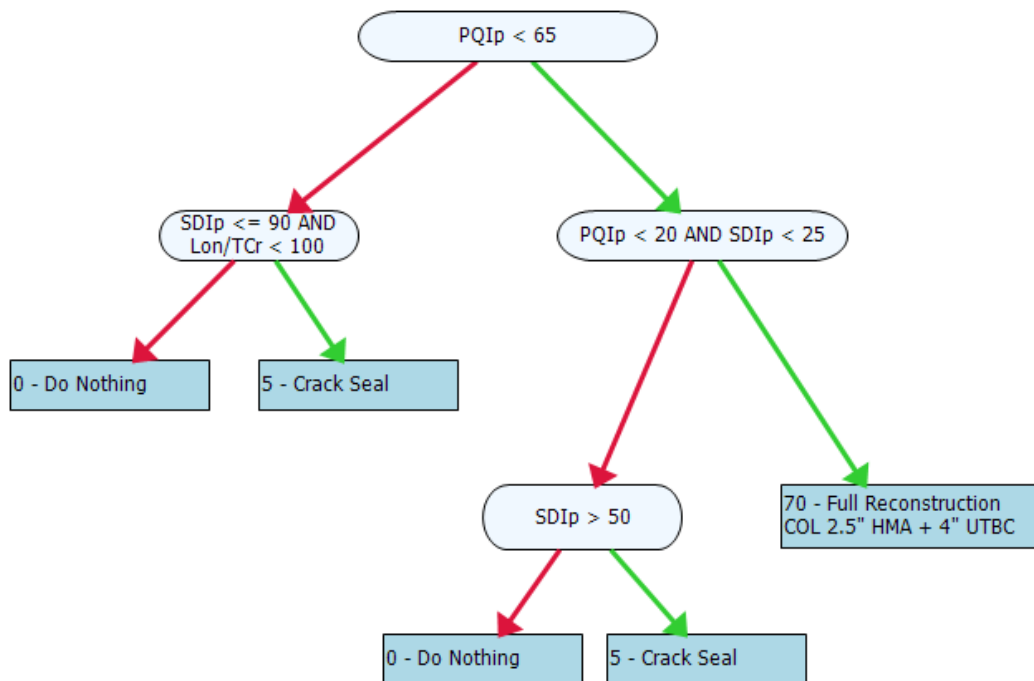 PQIp < 65
SDIp <= 90 AND
Lon/TCr < 100
PQIp < 20 AND SDIp < 25
0 - Do Nothing
5 - Crack Seal
SDIp > 50
70 - Full Reconstruction
COL 2.5" HMA + 4" UTBC
0 - Do Nothing
5 - Crack Seal